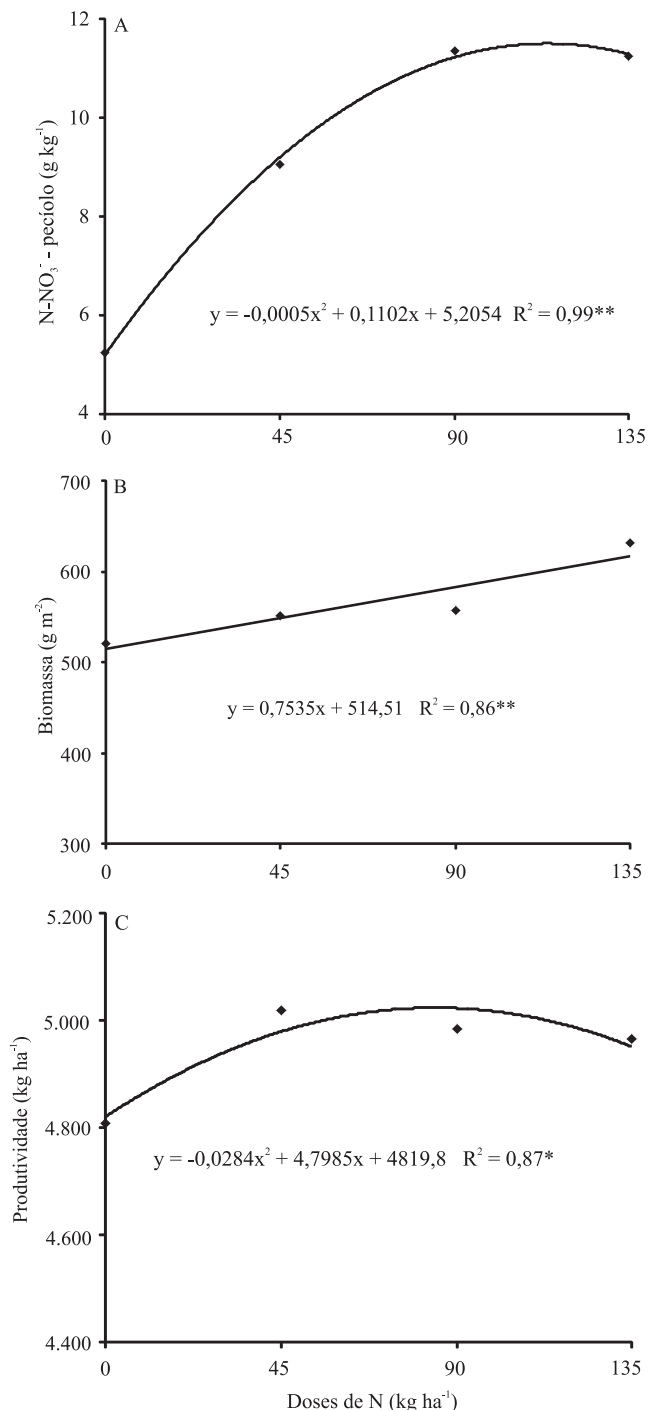 A
12
10
8
6
4
N-NO₃⁻ - pecíolo (g kg⁻¹)
y = -0,0005x² + 0,1102x + 5,2054 R² = 0,99**
0 45 90 135
B
700
600
500
400
300
Biomassa (g m⁻²)
y = 0,7535x + 514,51 R² = 0,86**
0 45 90 135
C
5.200
5.000
4.800
4.600
4.400
Produtividade (kg ha⁻¹)
y = -0,0284x² + 4,7985x + 4819,8 R² = 0,87*
0 45 90 135
Doses de N (kg ha⁻¹)